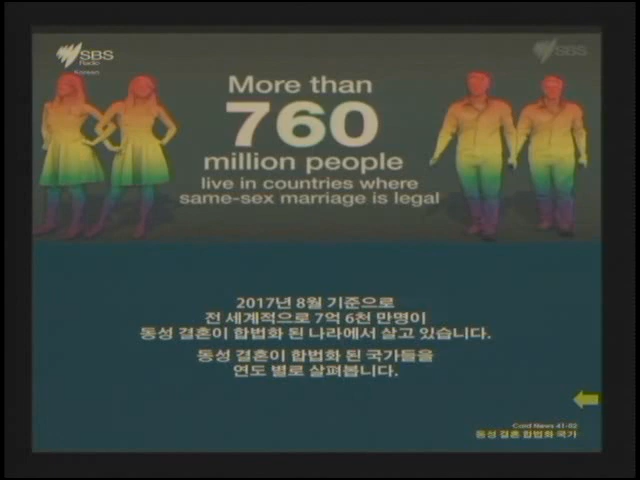 SBS
Radio
Korean
SBS
More than
760
million people
live in countries where
same-sex marriage is legal
2017년 8월 기준으로
전 세계적으로 7억 6천 만명이
동성 결혼이 합법화 된 나라에서 살고 있습니다.
동성 결혼이 합법화 된 국가들을
연도 별로 살펴봅니다.
Card News 41-02
동성 결혼 합법화 국가